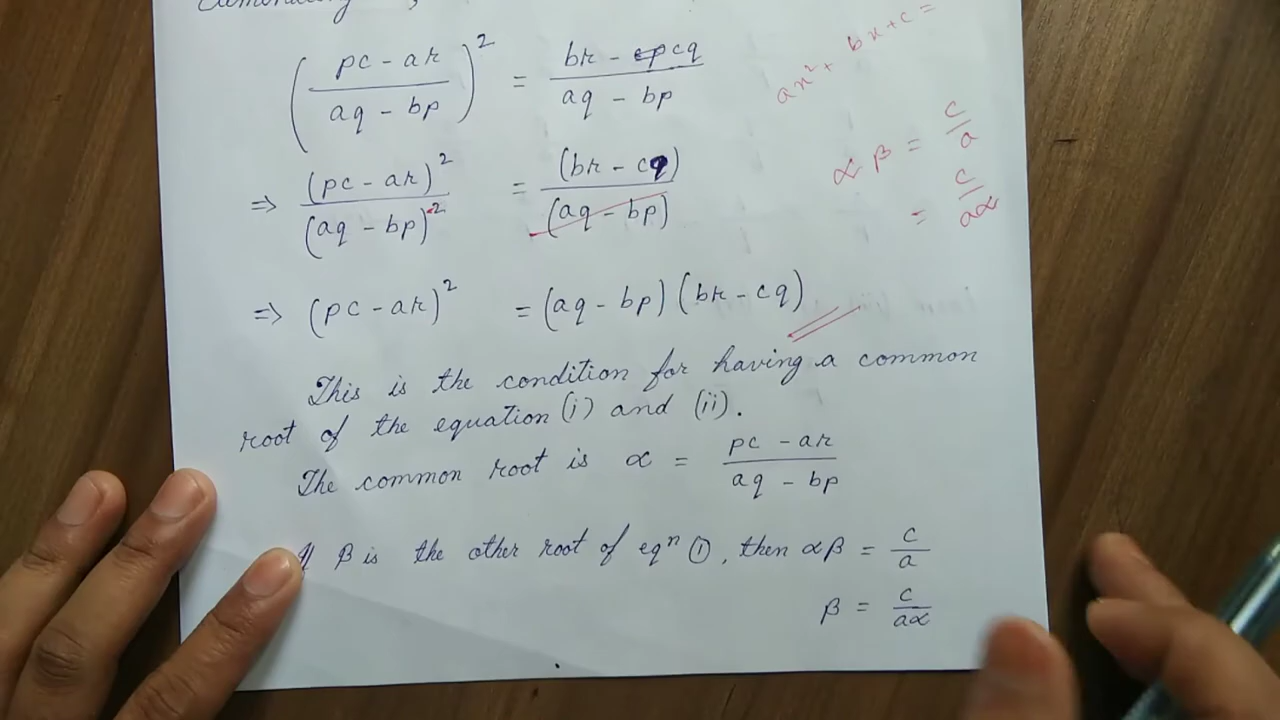 (pc - ar / aq - bp)² = br - cq / aq - bp
⇒ (pc - ar)² / (aq - bp)² = (br - cq) / (aq - bp)
⇒ (pc - ar)² = (aq - bp) (br - cq)
This is the condition for having a common
root of the equation (i) and (ii).
The common root is α = pc - ar / aq - bp
If β is the other root of eqⁿ ①, then αβ = c/a
β = c/aα
ax² + bx + c =
αβ = c/a
= c/aα